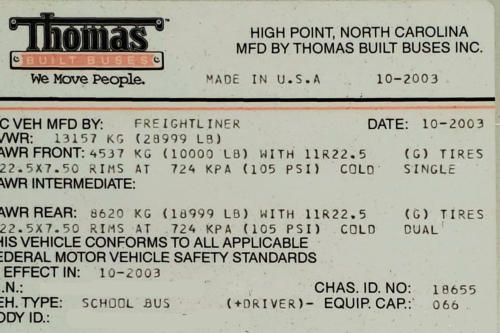 Thomas
BUILT BUSES
We Move People.
HIGH POINT, NORTH CAROLINA
MFD BY THOMAS BUILT BUSES INC.
MADE IN U.S.A 10-2003
C VEH MFD BY: FREIGHTLINER DATE: 10-2003
VWR: 13157 KG (28999 LB)
AWR FRONT: 4537 KG (10000 LB) WITH 11R22.5 (G) TIRES
22.5X7.50 RIMS AT 724 KPA (105 PSI) COLD SINGLE
AWR INTERMEDIATE:
AWR REAR: 8620 KG (18999 LB) WITH 11R22.5 (G) TIRES
22.5X7.50 RIMS AT 724 KPA (105 PSI) COLD DUAL
HIS VEHICLE CONFORMS TO ALL APPLICABLE
EDERAL MOTOR VEHICLE SAFETY STANDARDS
EFFECT IN: 10-2003
.N.: CHAS. ID. NO: 18655
EH. TYPE: SCHOOL BUS (+DRIVER)- EQUIP. CAP.: 066
ODY ID.: